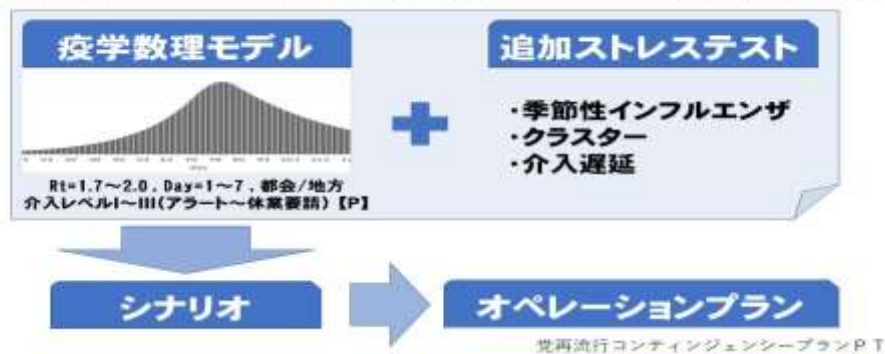 疫学数理モデル
Rt=1.7～2.0, Day=1～7, 都会/地方
介入レベルI～III(アラート～休業要請)【P】
追加ストレステスト
・季節性インフルエンザ
・クラスター
・介入遅延
シナリオ
オペレーションプラン
党再流行コンティンジェンシープランPT